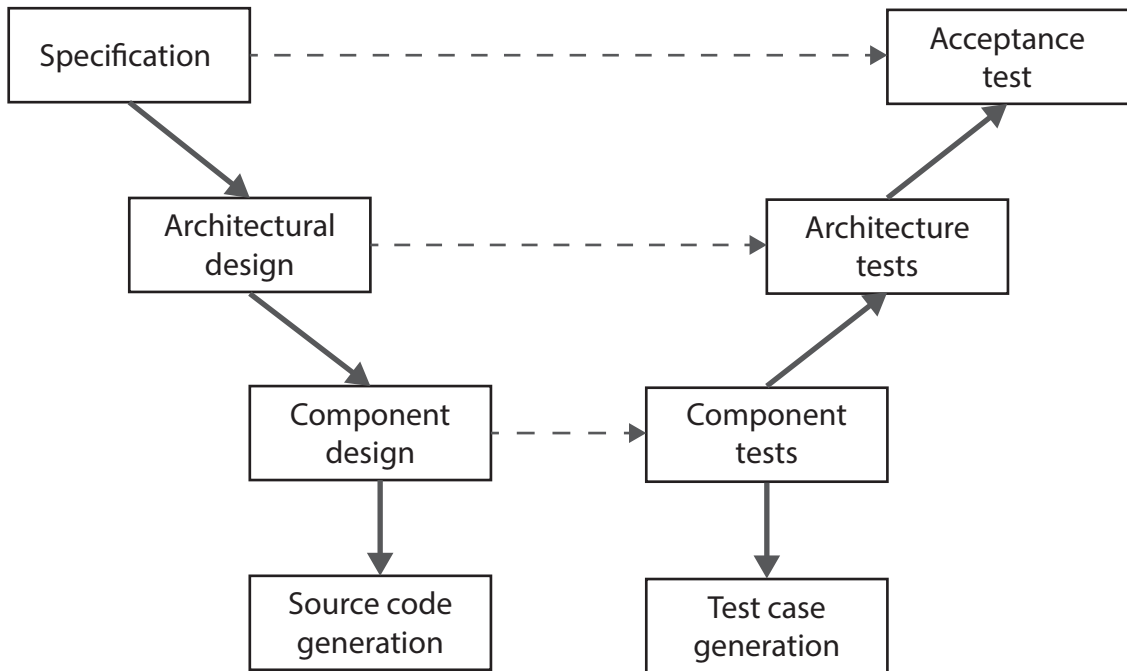 Specification
Acceptance
test
Architectural
design
Architecture
tests
Component
design
Component
tests
Source code
generation
Test case
generation